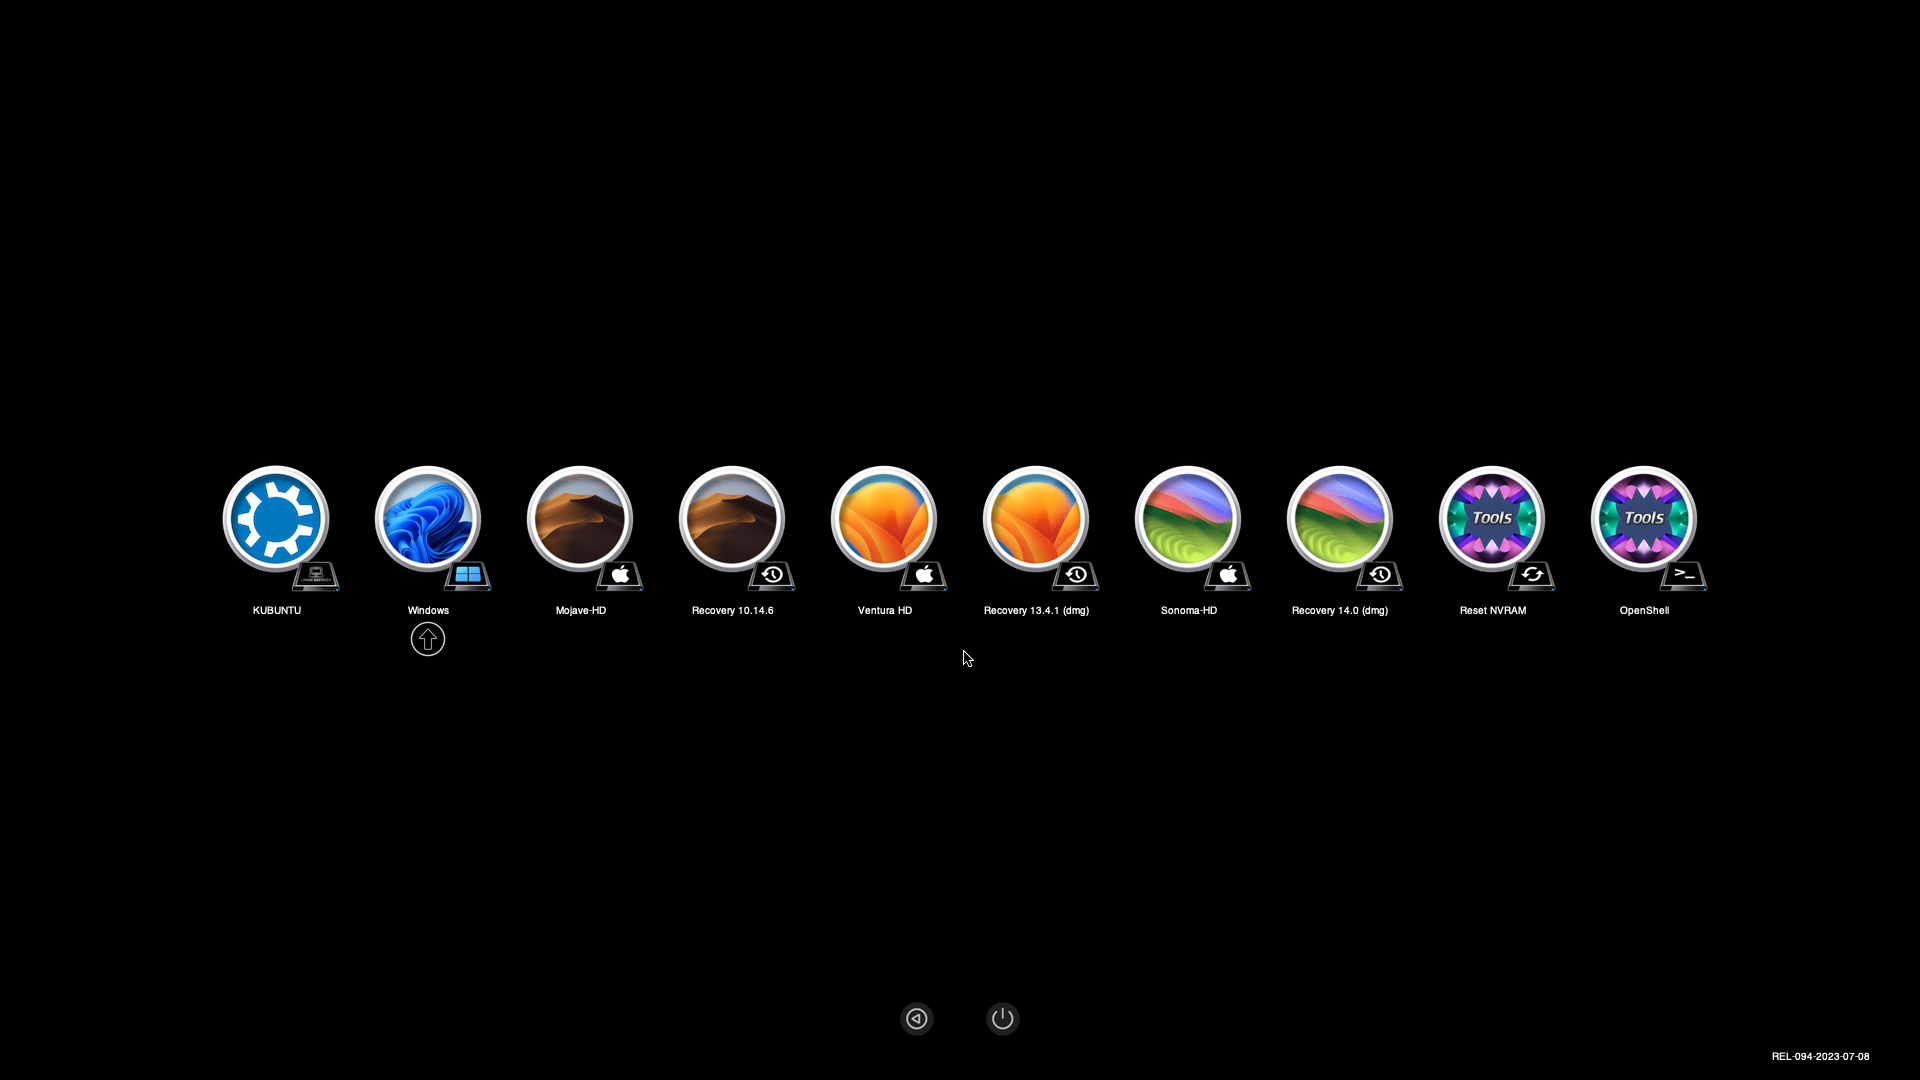 Tools
Tools
KUBUNTU
Windows
Mojave-HD
Recovery 10.14.6
Ventura HD
Recovery 13.4.1 (dmg)
Sonoma-HD
Recovery 14.0 (dmg)
Reset NVRAM
OpenShell
REL-094-2023-07-08